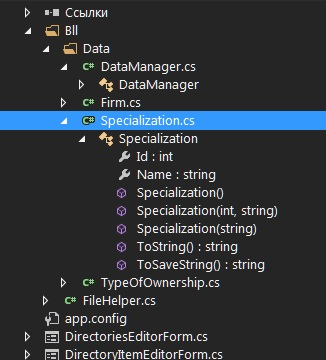 Ссылки
Bll
Data
C# DataManager.cs
DataManager
C# Firm.cs
C# Specialization.cs
Specialization
Id : int
Name : string
Specialization()
Specialization(int, string)
Specialization(string)
ToString() : string
ToSaveString() : string
C# TypeOfOwnership.cs
C# FileHelper.cs
app.config
DirectoriesEditorForm.cs
DirectoryItemEditorForm.cs